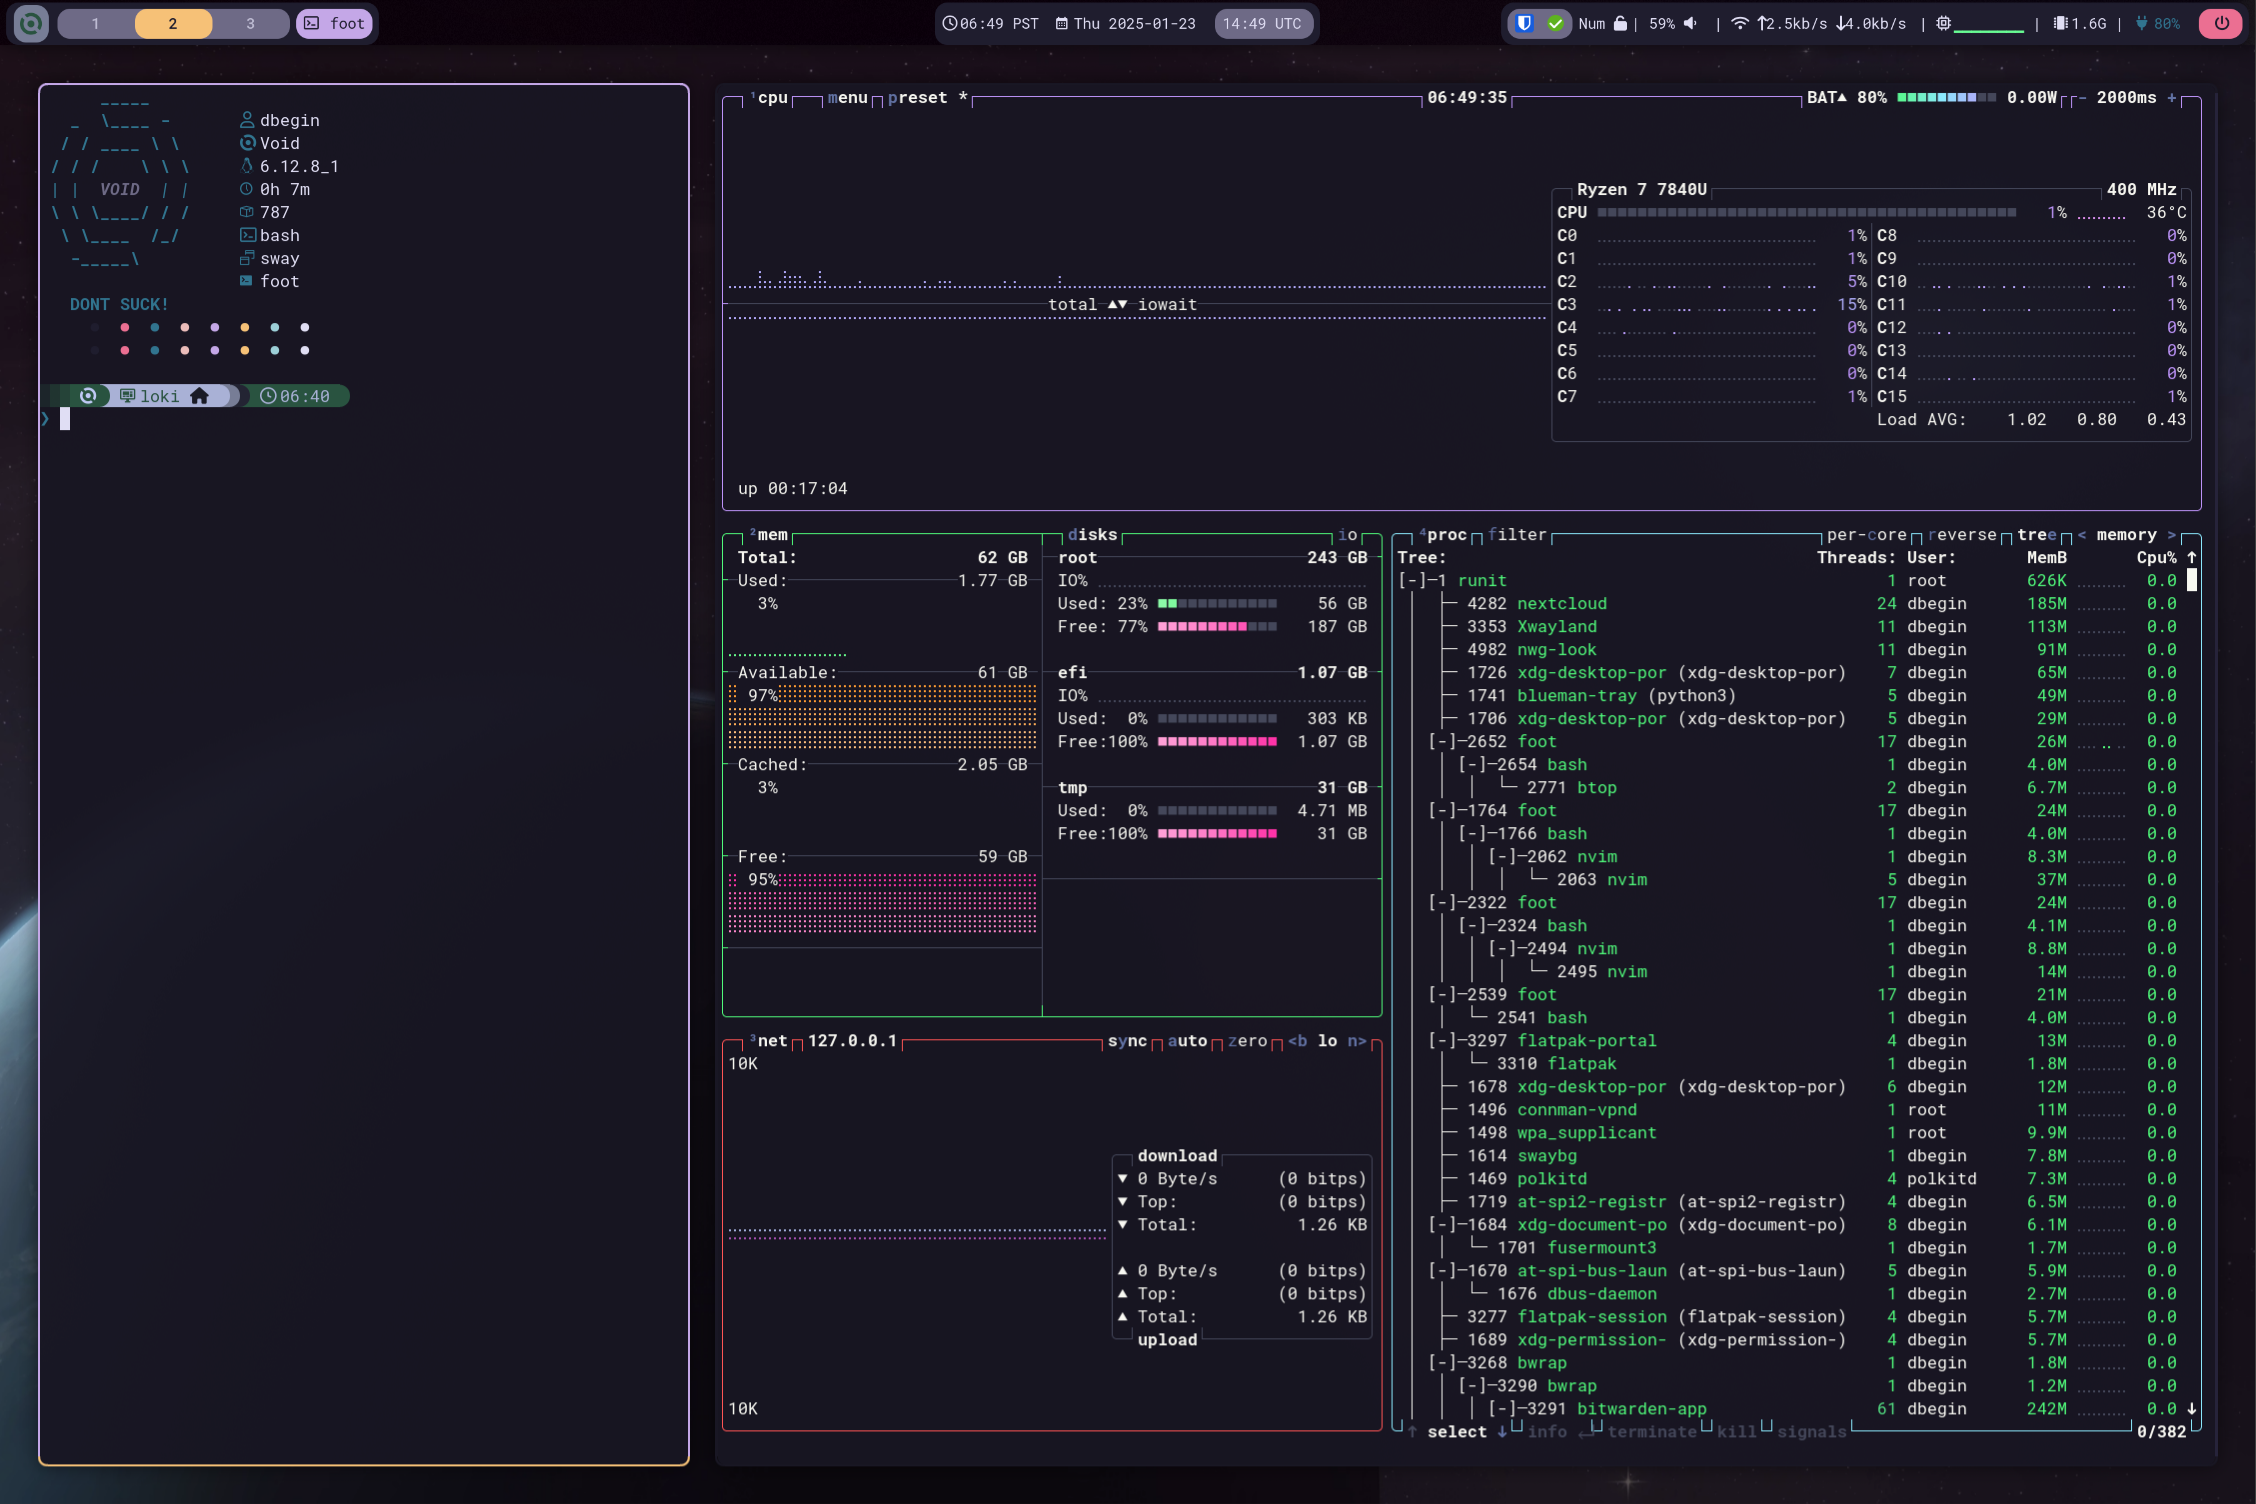 1 2 3 foot
06:49 PST Thu 2025-01-23 14:49 UTC
Num | 59% | 2.5kb/s 4.0kb/s | | 1.6G | 80%
VOID
dbegin
Void
6.12.8_1
0h 7m
787
bash
sway
foot
DONT SUCK!
loki 06:40
❯
¹cpu menu preset * 06:49:35 BAT▲ 80% 0.00W - 2000ms +
Ryzen 7 7840U 400 MHz
CPU 1% 36°C
C0 1% C8 0%
C1 1% C9 0%
C2 5% C10 1%
C3 15% C11 1%
C4 0% C12 0%
C5 0% C13 0%
C6 0% C14 0%
C7 1% C15 1%
Load AVG: 1.02 0.80 0.43
total ▲▼ iowait
up 00:17:04
²mem
Total: 62 GB
Used: 1.77 GB
3%
Available: 61 GB
97%
Cached: 2.05 GB
3%
Free: 59 GB
95%
disks io
root 243 GB
IO%
Used: 23% 56 GB
Free: 77% 187 GB
efi 1.07 GB
IO%
Used: 0% 303 KB
Free:100% 1.07 GB
tmp 31 GB
Used: 0% 4.71 MB
Free:100% 31 GB
³net 127.0.0.1 sync auto zero <b lo n>
10K
download
▼ 0 Byte/s (0 bitps)
▼ Top: (0 bitps)
▼ Total: 1.26 KB
▲ 0 Byte/s (0 bitps)
▲ Top: (0 bitps)
▲ Total: 1.26 KB
upload
10K
⁴proc filter per-core reverse tree < memory >
Tree: Threads: User: MemB Cpu% ↑
[-]─1 runit 1 root 626K 0.0
├─ 4282 nextcloud 24 dbegin 185M 0.0
├─ 3353 Xwayland 11 dbegin 113M 0.0
├─ 4982 nwg-look 11 dbegin 91M 0.0
├─ 1726 xdg-desktop-por (xdg-desktop-por) 7 dbegin 65M 0.0
├─ 1741 blueman-tray (python3) 5 dbegin 49M 0.0
├─ 1706 xdg-desktop-por (xdg-desktop-por) 5 dbegin 29M 0.0
[-]─2652 foot 17 dbegin 26M 0.0
[-]─2654 bash 1 dbegin 4.0M 0.0
└─ 2771 btop 2 dbegin 6.7M 0.0
[-]─1764 foot 17 dbegin 24M 0.0
[-]─1766 bash 1 dbegin 4.0M 0.0
[-]─2062 nvim 1 dbegin 8.3M 0.0
└─ 2063 nvim 5 dbegin 37M 0.0
[-]─2322 foot 17 dbegin 24M 0.0
[-]─2324 bash 1 dbegin 4.1M 0.0
[-]─2494 nvim 1 dbegin 8.8M 0.0
└─ 2495 nvim 1 dbegin 14M 0.0
[-]─2539 foot 17 dbegin 21M 0.0
└─ 2541 bash 1 dbegin 4.0M 0.0
[-]─3297 flatpak-portal 4 dbegin 13M 0.0
└─ 3310 flatpak 1 dbegin 1.8M 0.0
├─ 1678 xdg-desktop-por (xdg-desktop-por) 6 dbegin 12M 0.0
├─ 1496 connman-vpnd 1 root 11M 0.0
├─ 1498 wpa_supplicant 1 root 9.9M 0.0
├─ 1614 swaybg 1 dbegin 7.8M 0.0
├─ 1469 polkitd 4 polkitd 7.3M 0.0
├─ 1719 at-spi2-registr (at-spi2-registr) 4 dbegin 6.5M 0.0
[-]─1684 xdg-document-po (xdg-document-po) 8 dbegin 6.1M 0.0
└─ 1701 fusermount3 1 dbegin 1.7M 0.0
[-]─1670 at-spi-bus-laun (at-spi-bus-laun) 5 dbegin 5.9M 0.0
└─ 1676 dbus-daemon 1 dbegin 2.7M 0.0
├─ 3277 flatpak-session (flatpak-session) 4 dbegin 5.7M 0.0
├─ 1689 xdg-permission- (xdg-permission-) 4 dbegin 5.7M 0.0
[-]─3268 bwrap 1 dbegin 1.8M 0.0
[-]─3290 bwrap 1 dbegin 1.2M 0.0
[-]─3291 bitwarden-app 61 dbegin 242M 0.0 ↓
↑ select ↓ info ↵ terminate kill signals 0/382